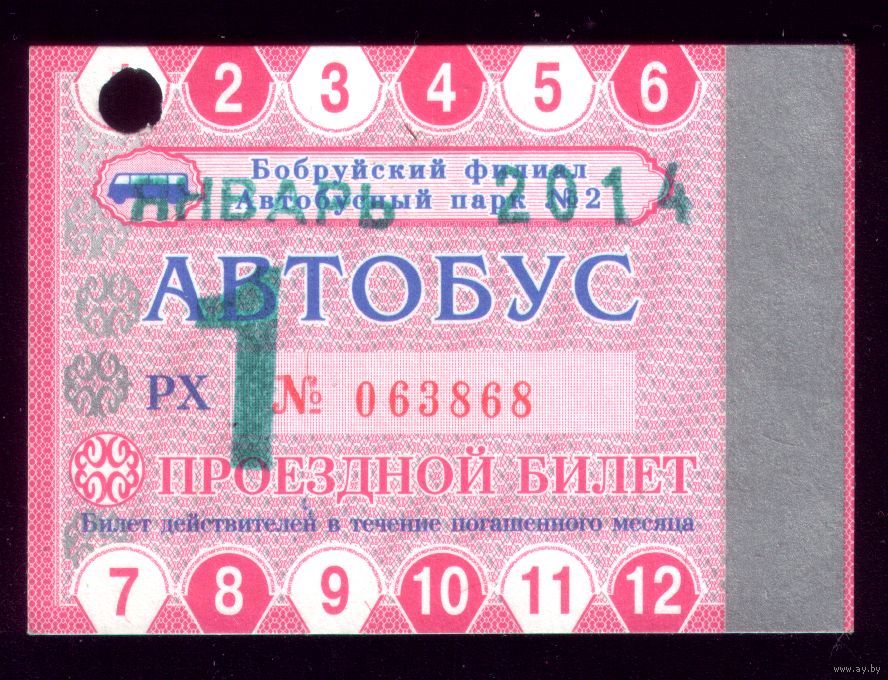 2 3 4 5 6
Бобруйский филиал
Автобусный парк №2
ЯНВАРЬ 2014
АВТОБУС
1
РХ № 063868
ПРОЕЗДНОЙ БИЛЕТ
Билет действителен в течение погашенного месяца
7 8 9 10 11 12
www.ay.by